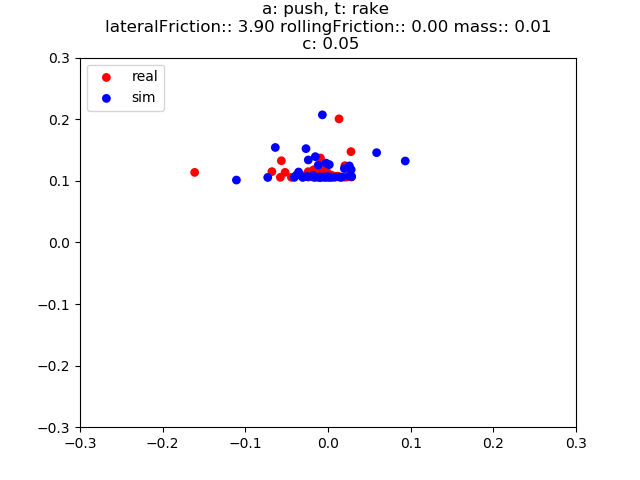 a: push, t: rake
lateralFriction:: 3.90 rollingFriction:: 0.00 mass:: 0.01
c: 0.05
real
sim
0.3
0.2
0.1
0.0
−0.1
−0.2
−0.3
−0.3 −0.2 −0.1 0.0 0.1 0.2 0.3